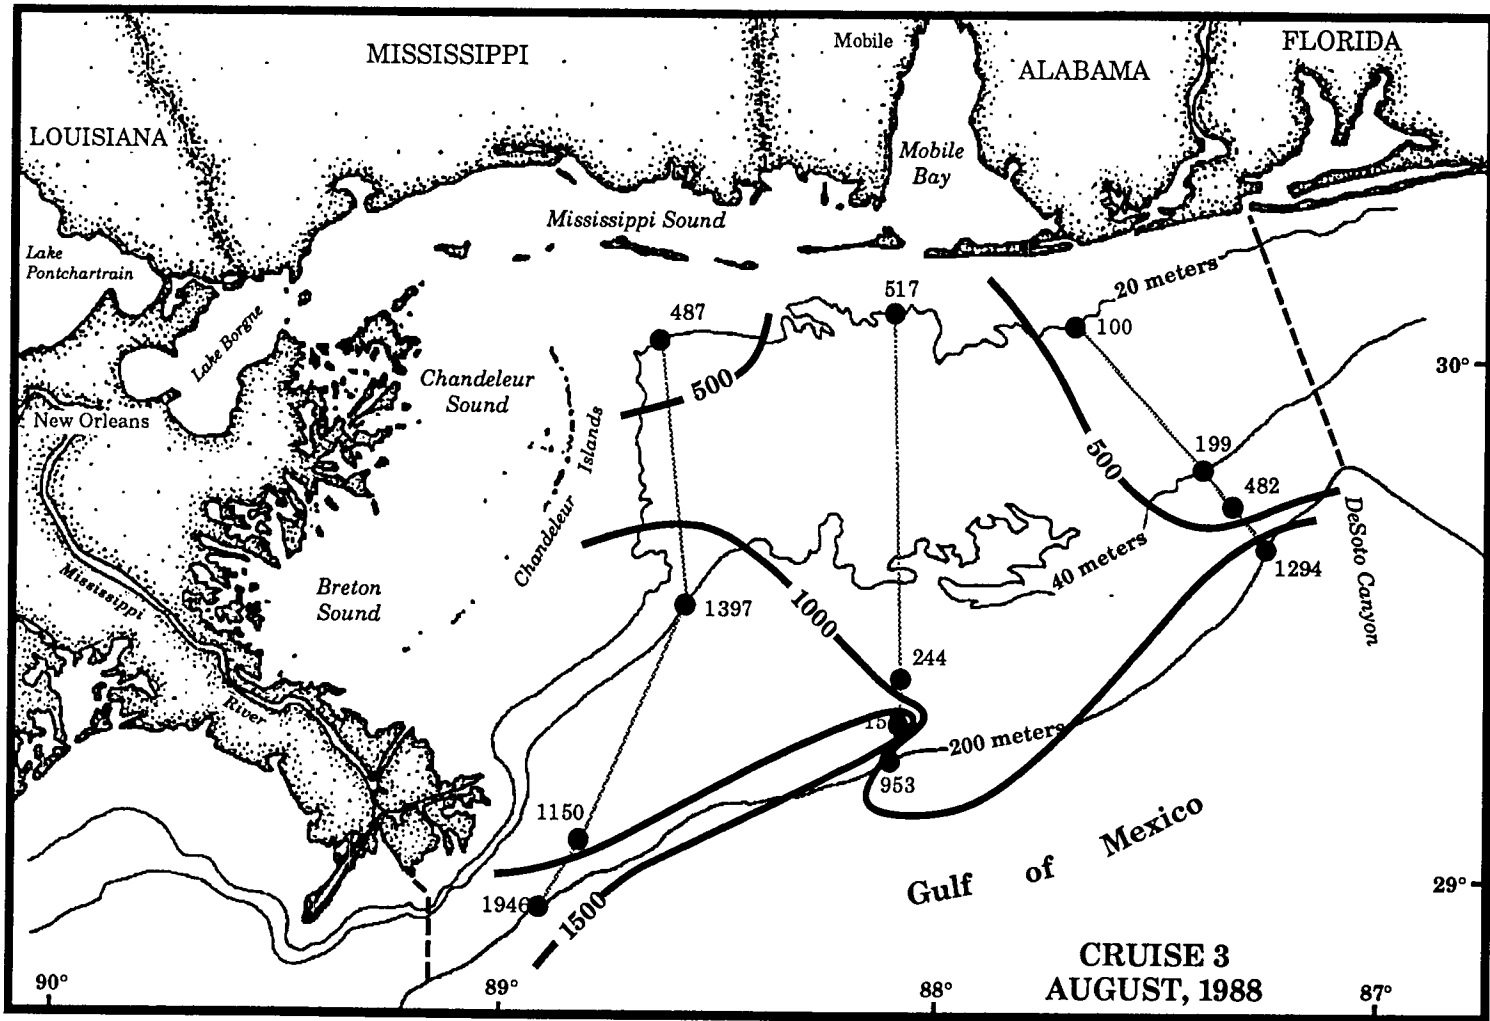 MISSISSIPPI
Mobile
ALABAMA
FLORIDA
LOUISIANA
Mobile
Bay
Mississippi Sound
Lake
Pontchartrain
Lake Borgne
20 meters
517
487
100
30°
500
Chandeleur
Sound
New Orleans
Chandeleur Islands
500
199
482
DeSoto Canyon
40 meters
1294
Mississippi River
Breton
Sound
1397
1000
244
15
200 meters
953
1150
1946
1500
Gulf of Mexico
29°
CRUISE 3
AUGUST, 1988
90°
89°
88°
87°